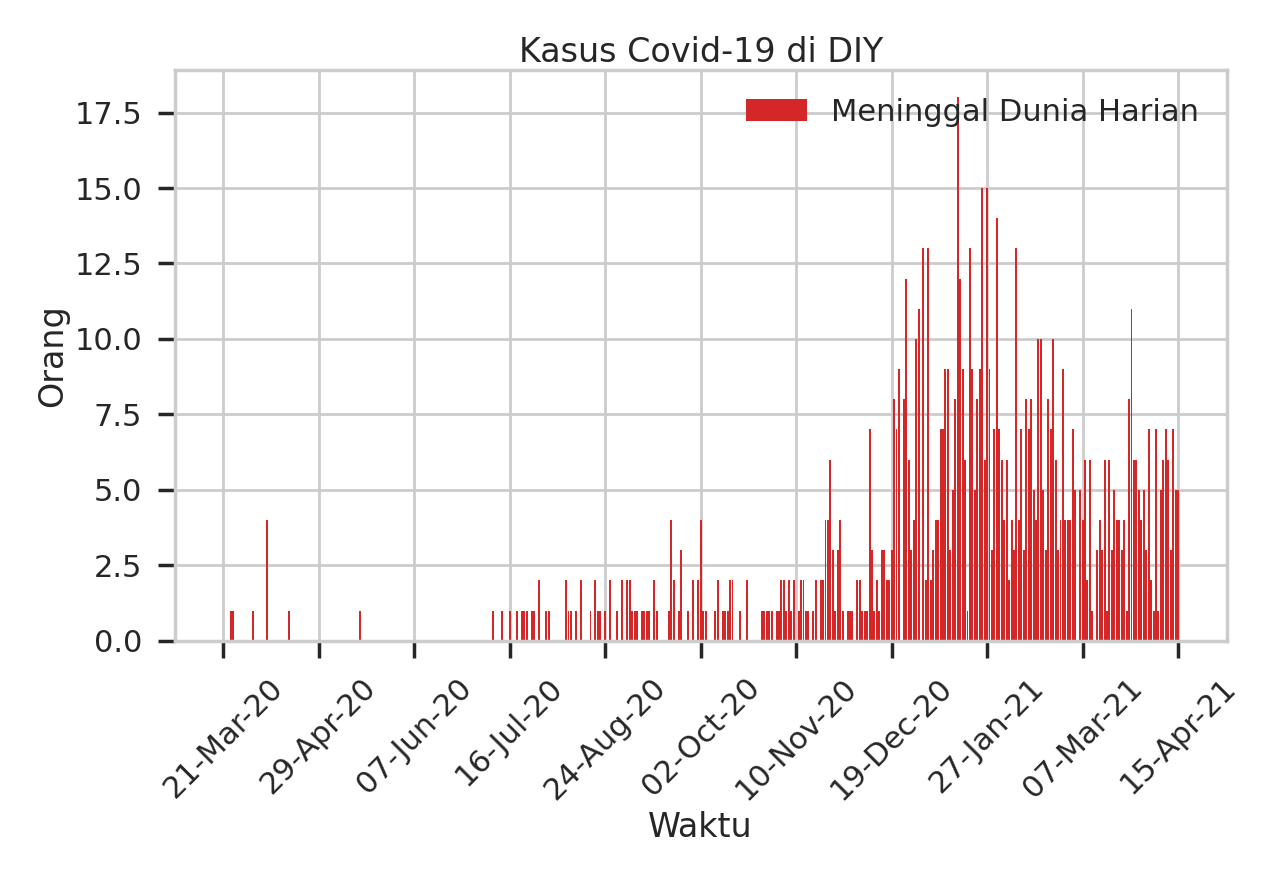 Kasus Covid-19 di DIY
Meninggal Dunia Harian
17.5
15.0
12.5
10.0
7.5
5.0
2.5
0.0
Orang
21-Mar-20
29-Apr-20
07-Jun-20
16-Jul-20
24-Aug-20
02-Oct-20
10-Nov-20
19-Dec-20
27-Jan-21
07-Mar-21
15-Apr-21
Waktu